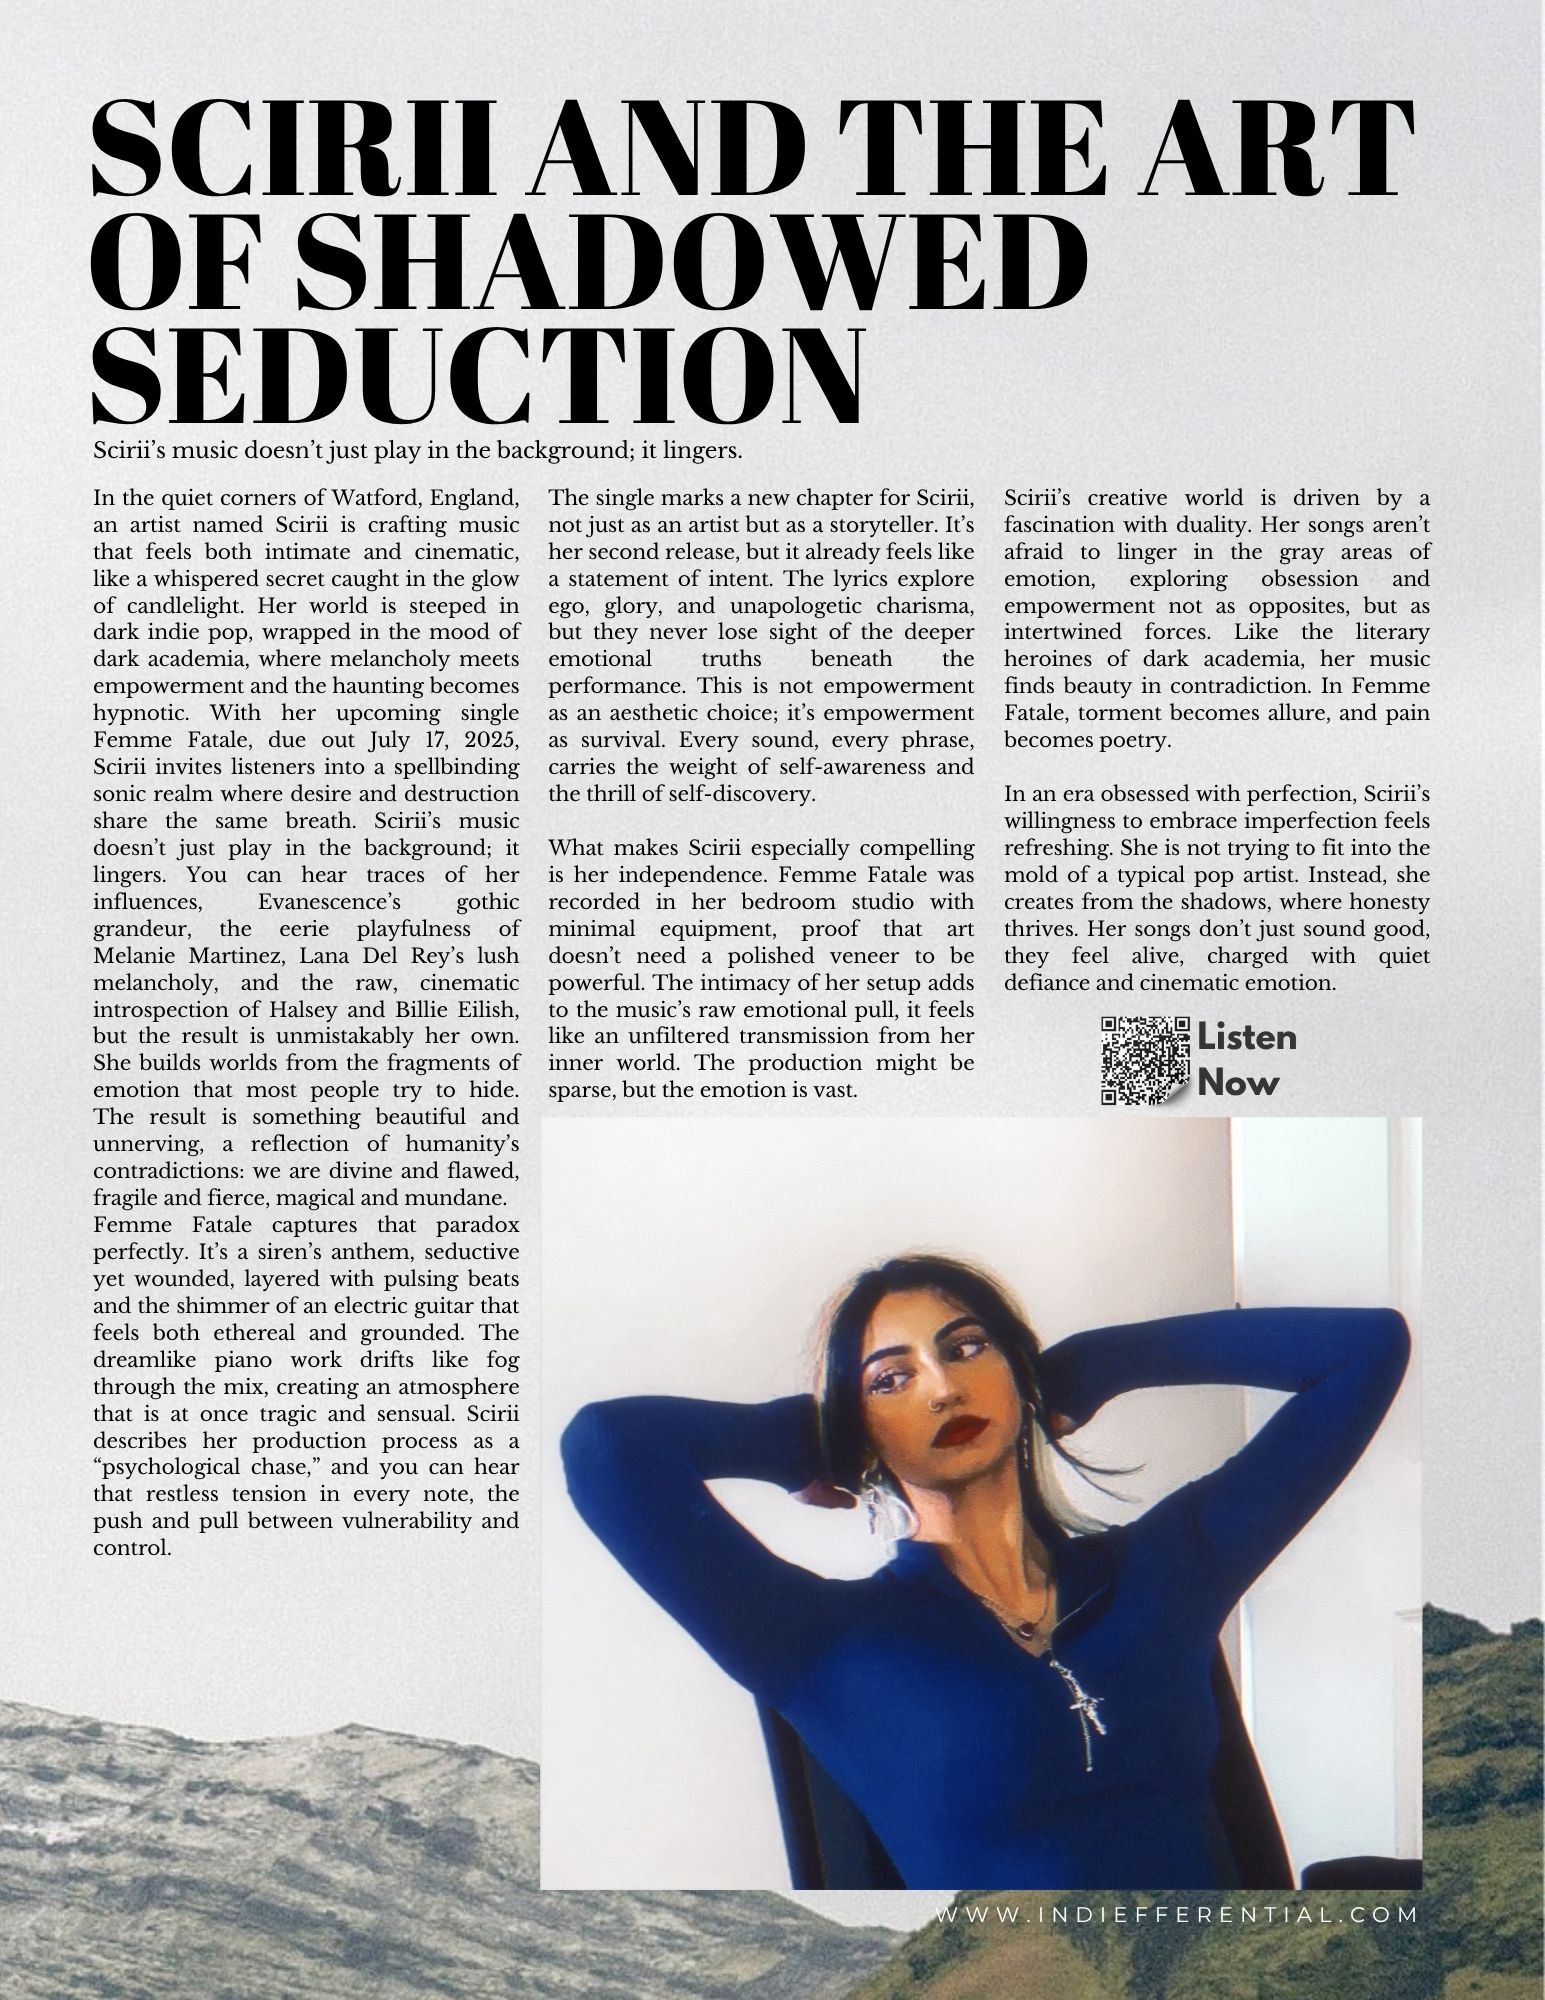 SCIRII AND THE ART
OF SHADOWED
SEDUCTION
Scirii’s music doesn’t just play in the background; it lingers.
In the quiet corners of Watford, England,
an artist named Scirii is crafting music
that feels both intimate and cinematic,
like a whispered secret caught in the glow
of candlelight. Her world is steeped in
dark indie pop, wrapped in the mood of
dark academia, where melancholy meets
empowerment and the haunting becomes
hypnotic. With her upcoming single
Femme Fatale, due out July 17, 2025,
Scirii invites listeners into a spellbinding
sonic realm where desire and destruction
share the same breath. Scirii’s music
doesn’t just play in the background; it
lingers. You can hear traces of her
influences, Evanescence’s gothic
grandeur, the eerie playfulness of
Melanie Martinez, Lana Del Rey’s lush
melancholy, and the raw, cinematic
introspection of Halsey and Billie Eilish,
but the result is unmistakably her own.
She builds worlds from the fragments of
emotion that most people try to hide.
The result is something beautiful and
unnerving, a reflection of humanity’s
contradictions: we are divine and flawed,
fragile and fierce, magical and mundane.
Femme Fatale captures that paradox
perfectly. It’s a siren’s anthem, seductive
yet wounded, layered with pulsing beats
and the shimmer of an electric guitar that
feels both ethereal and grounded. The
dreamlike piano work drifts like fog
through the mix, creating an atmosphere
that is at once tragic and sensual. Scirii
describes her production process as a
“psychological chase,” and you can hear
that restless tension in every note, the
push and pull between vulnerability and
control.
The single marks a new chapter for Scirii,
not just as an artist but as a storyteller. It’s
her second release, but it already feels like
a statement of intent. The lyrics explore
ego, glory, and unapologetic charisma,
but they never lose sight of the deeper
emotional truths beneath the
performance. This is not empowerment
as an aesthetic choice; it’s empowerment
as survival. Every sound, every phrase,
carries the weight of self-awareness and
the thrill of self-discovery.
What makes Scirii especially compelling
is her independence. Femme Fatale was
recorded in her bedroom studio with
minimal equipment, proof that art
doesn’t need a polished veneer to be
powerful. The intimacy of her setup adds
to the music’s raw emotional pull, it feels
like an unfiltered transmission from her
inner world. The production might be
sparse, but the emotion is vast.
Scirii’s creative world is driven by a
fascination with duality. Her songs aren’t
afraid to linger in the gray areas of
emotion, exploring obsession and
empowerment not as opposites, but as
intertwined forces. Like the literary
heroines of dark academia, her music
finds beauty in contradiction. In Femme
Fatale, torment becomes allure, and pain
becomes poetry.
In an era obsessed with perfection, Scirii’s
willingness to embrace imperfection feels
refreshing. She is not trying to fit into the
mold of a typical pop artist. Instead, she
creates from the shadows, where honesty
thrives. Her songs don’t just sound good,
they feel alive, charged with quiet
defiance and cinematic emotion.
Listen
Now
WWW.INDIEFFERENTIAL.COM